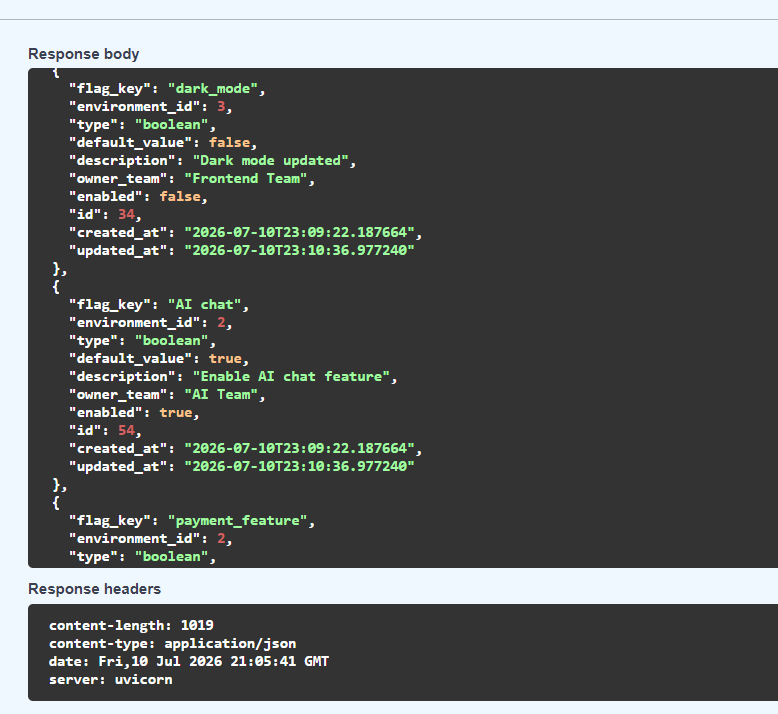 Response body
{
"flag_key": "dark_mode",
"environment_id": 3,
"type": "boolean",
"default_value": false,
"description": "Dark mode updated",
"owner_team": "Frontend Team",
"enabled": false,
"id": 34,
"created_at": "2026-07-10T23:09:22.187664",
"updated_at": "2026-07-10T23:10:36.977240"
},
{
"flag_key": "AI chat",
"environment_id": 2,
"type": "boolean",
"default_value": true,
"description": "Enable AI chat feature",
"owner_team": "AI Team",
"enabled": true,
"id": 54,
"created_at": "2026-07-10T23:09:22.187664",
"updated_at": "2026-07-10T23:10:36.977240"
},
{
"flag_key": "payment_feature",
"environment_id": 2,
"type": "boolean",
Response headers
content-length: 1019
content-type: application/json
date: Fri,10 Jul 2026 21:05:41 GMT
server: uvicorn